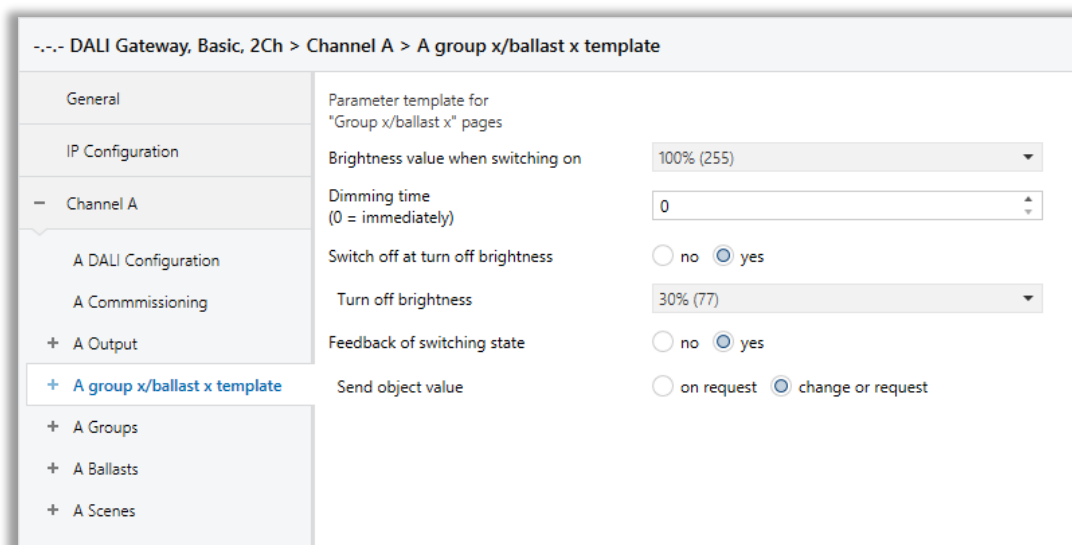 -.-.- DALI Gateway, Basic, 2Ch > Channel A > A group x/ballast x template
General
IP Configuration
− Channel A
A DALI Configuration
A Commmissioning
+ A Output
+ A group x/ballast x template
+ A Groups
+ A Ballasts
+ A Scenes
Parameter template for
"Group x/ballast x" pages
Brightness value when switching on 100% (255)
Dimming time
(0 = immediately) 0
Switch off at turn off brightness no yes
Turn off brightness 30% (77)
Feedback of switching state no yes
Send object value on request change or request